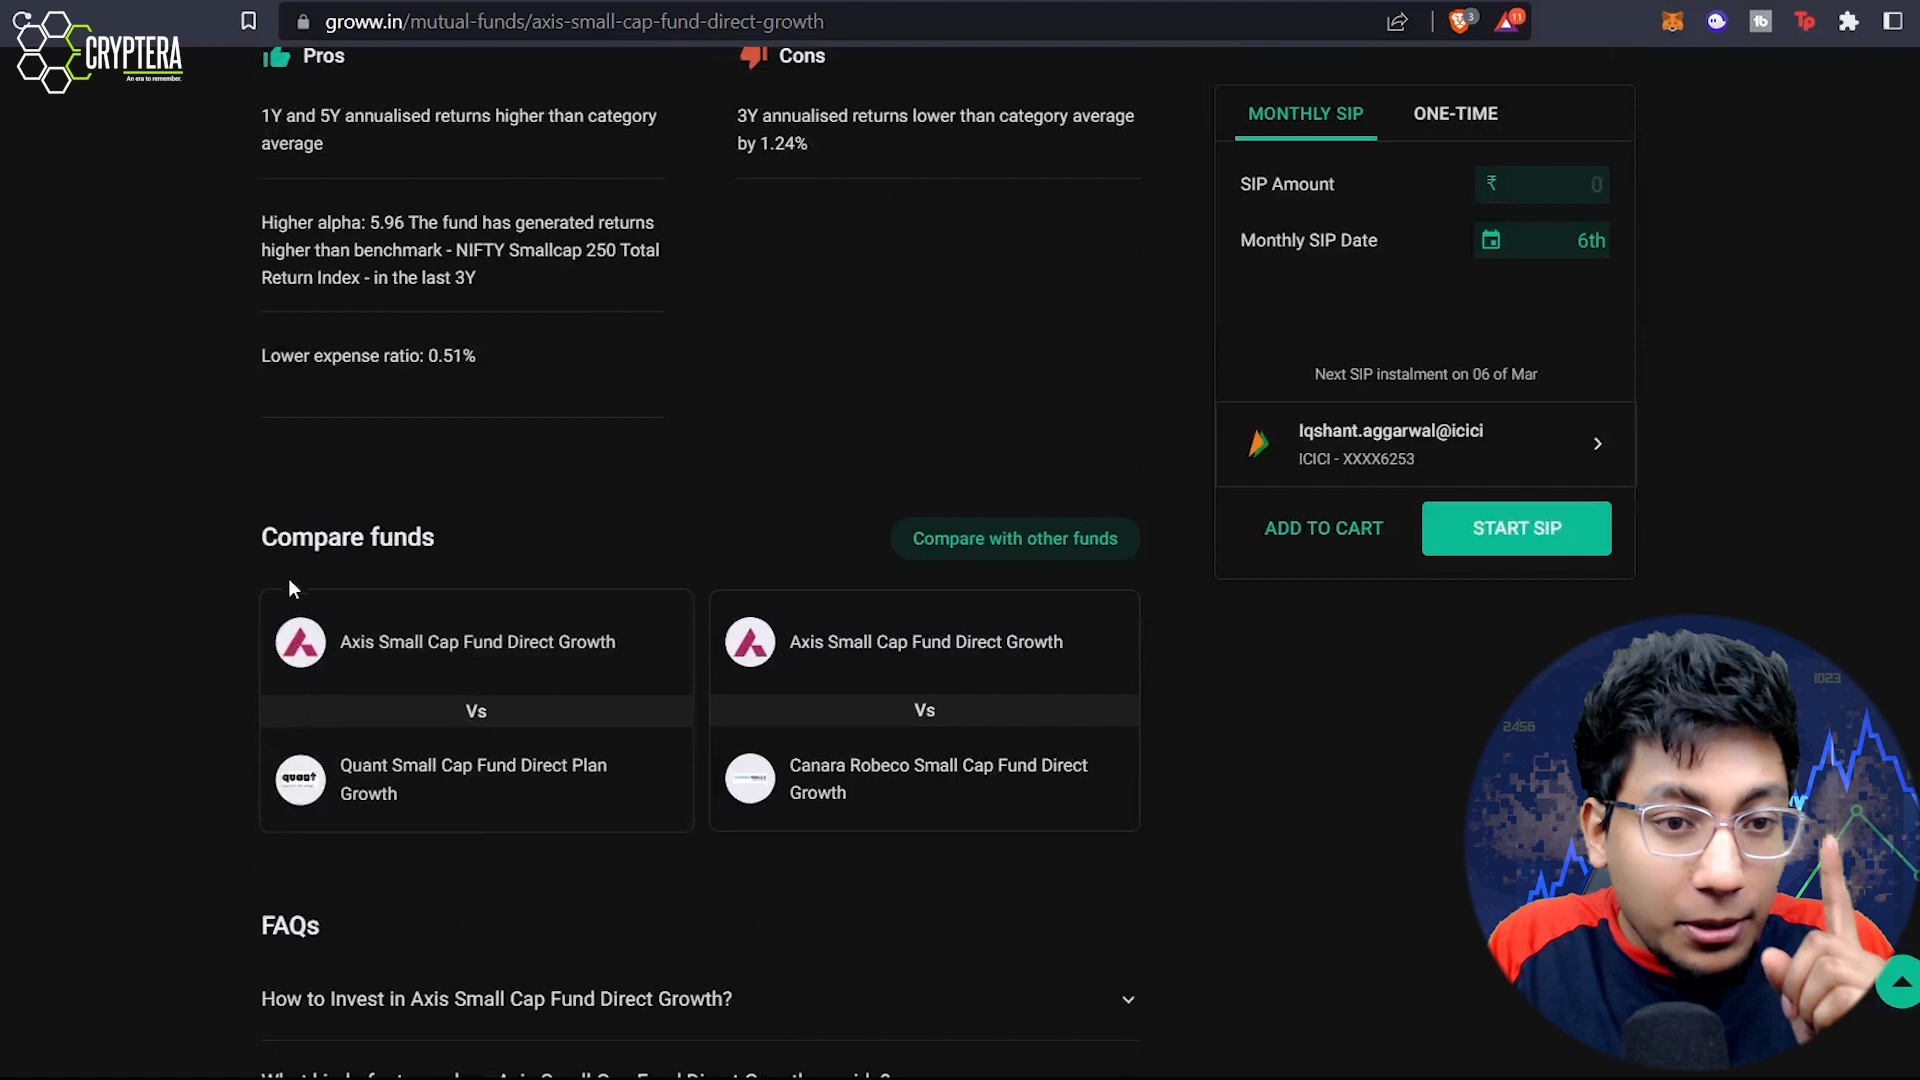 groww.in/mutual-funds/axis-small-cap-fund-direct-growth
3
11
tb
Tp
CRYPTERA
An era to remember.
Pros
1Y and 5Y annualised returns higher than category
average
Higher alpha: 5.96 The fund has generated returns
higher than benchmark - NIFTY Smallcap 250 Total
Return Index - in the last 3Y
Lower expense ratio: 0.51%
Cons
3Y annualised returns lower than category average
by 1.24%
MONTHLY SIP
ONE-TIME
SIP Amount
₹ 0
Monthly SIP Date
6th
Next SIP instalment on 06 of Mar
lqshant.aggarwal@icici
ICICI - XXXX6253
ADD TO CART
START SIP
Compare funds
Compare with other funds
Axis Small Cap Fund Direct Growth
Vs
quant
Quant Small Cap Fund Direct Plan
Growth
Axis Small Cap Fund Direct Growth
Vs
Canara Robeco Small Cap Fund Direct
Growth
FAQs
How to Invest in Axis Small Cap Fund Direct Growth?
1023
2456